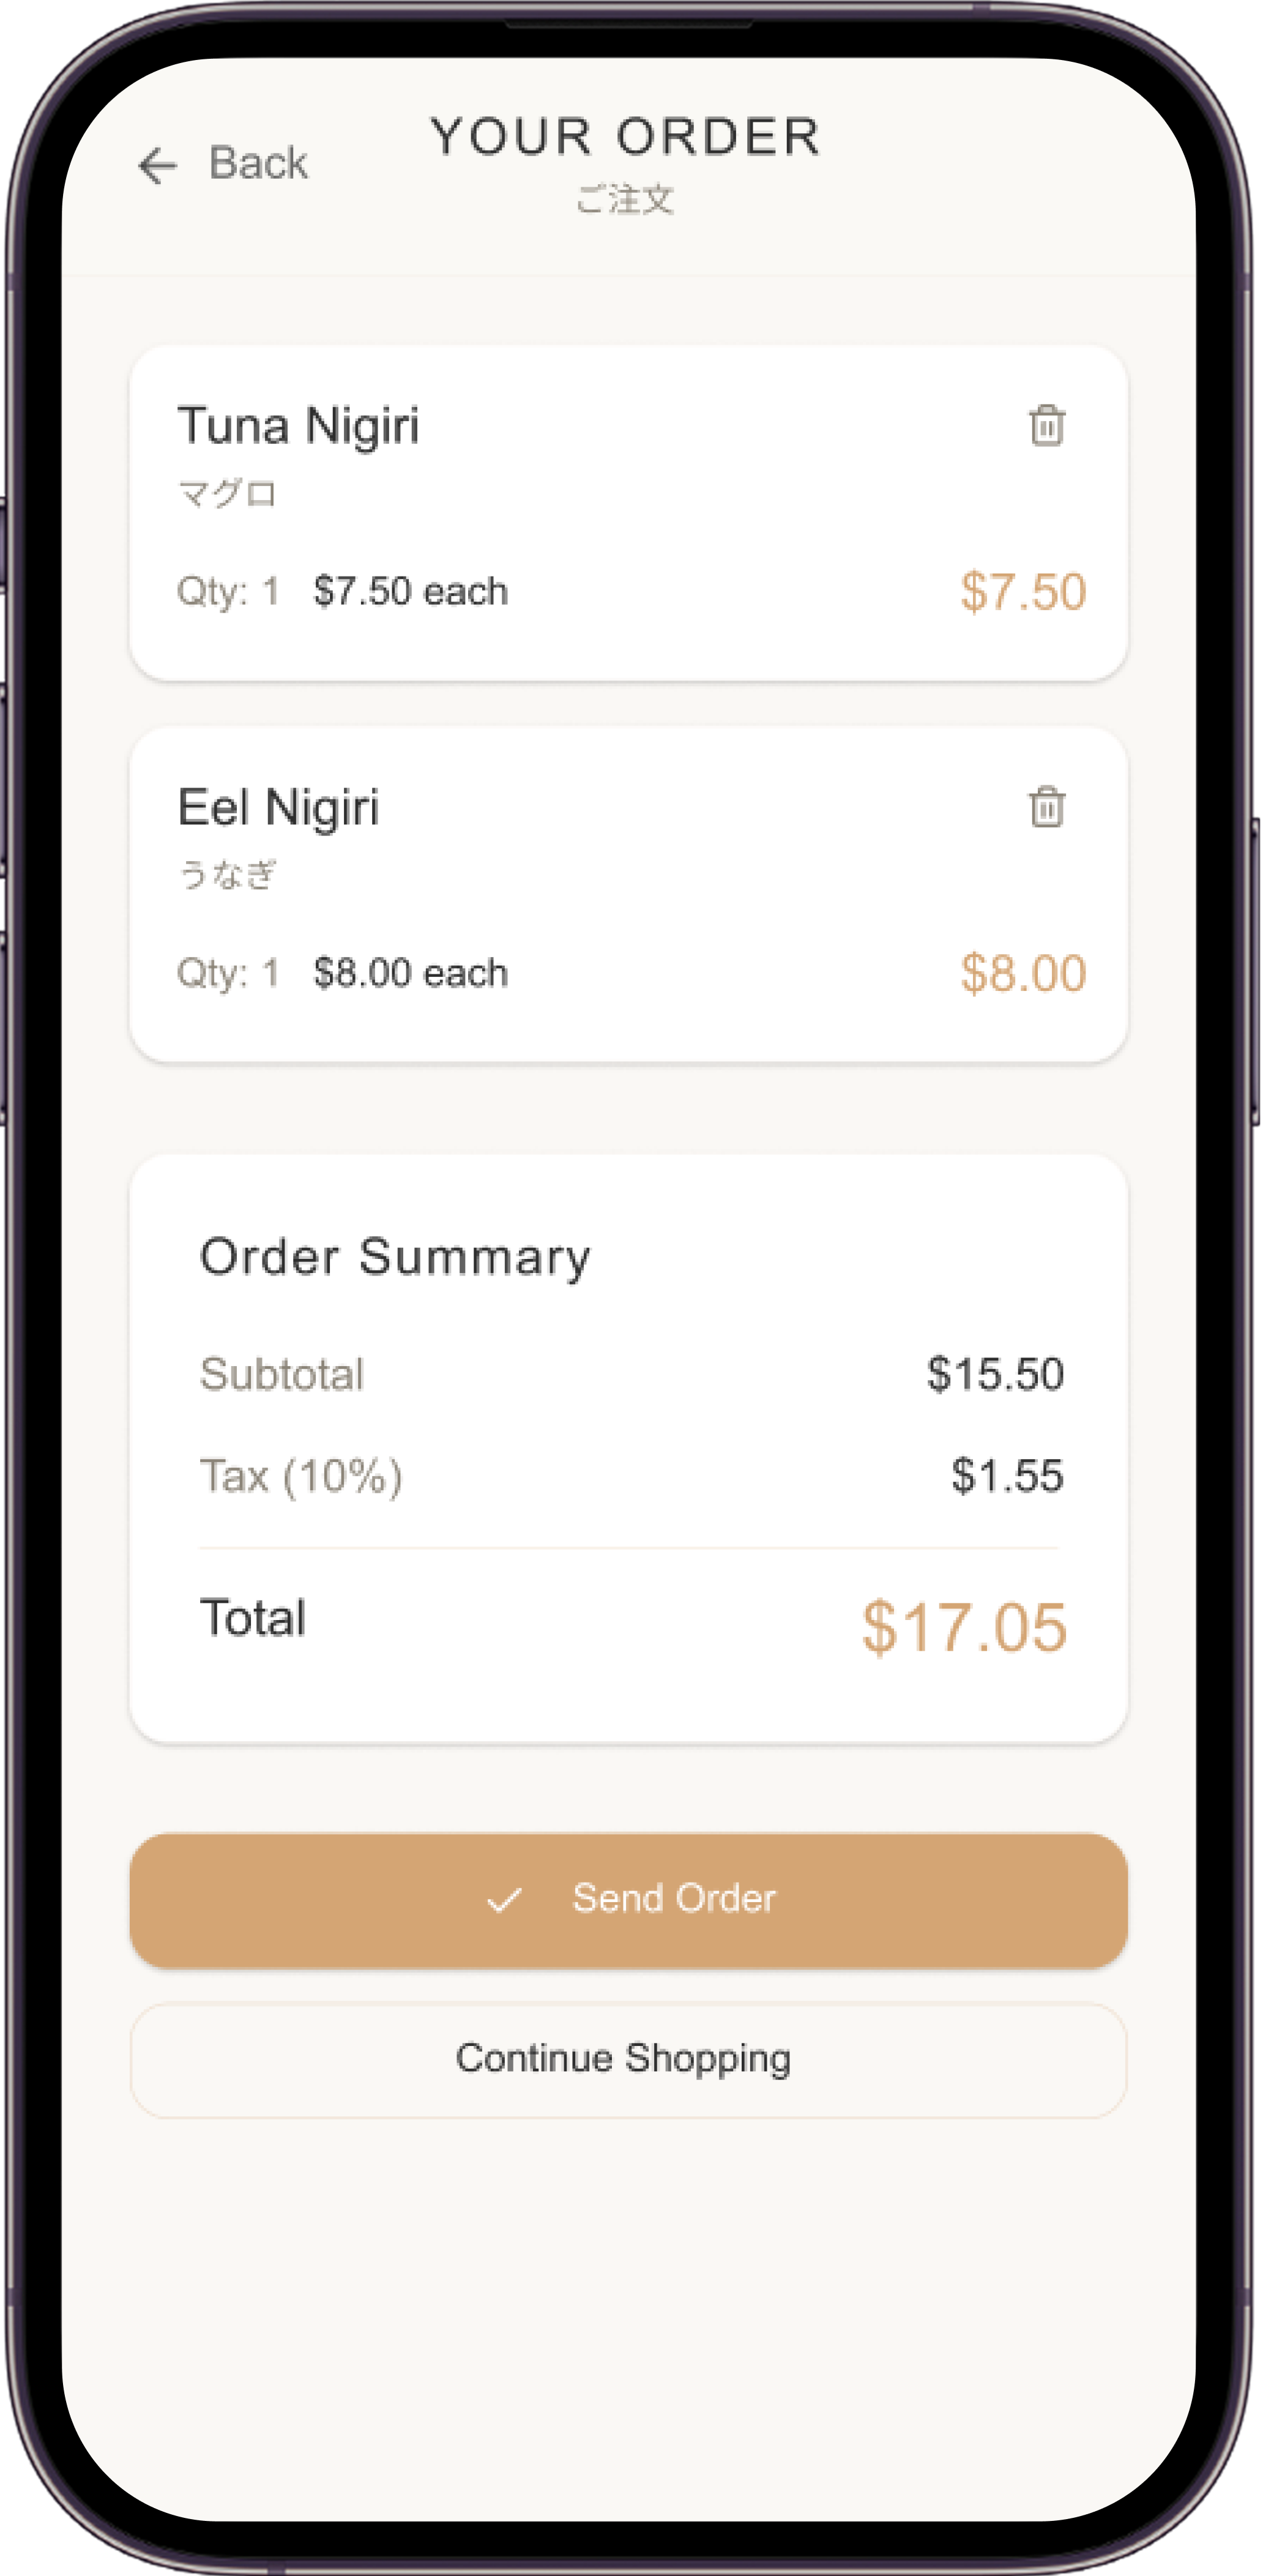 Back
YOUR ORDER
ご注文
Tuna Nigiri
マグロ
Qty: 1 $7.50 each $7.50
Eel Nigiri
うなぎ
Qty: 1 $8.00 each $8.00
Order Summary
Subtotal $15.50
Tax (10%) $1.55
Total $17.05
Send Order
Continue Shopping